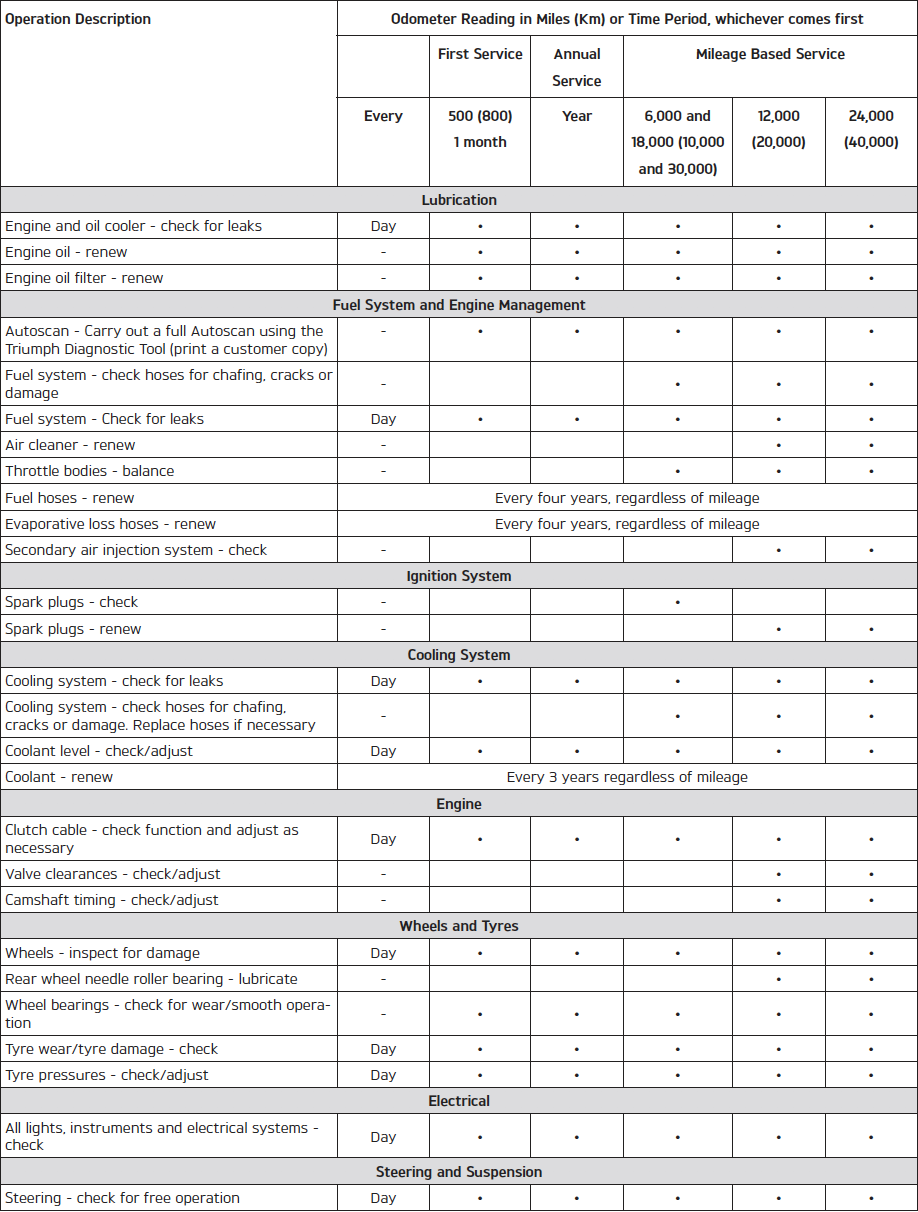 Operation Description
Odometer Reading in Miles (Km) or Time Period, whichever comes first
First Service
Annual
Service
Mileage Based Service
Every
500 (800)
1 month
Year
6,000 and
18,000 (10,000
and 30,000)
12,000
(20,000)
24,000
(40,000)
Lubrication
Engine and oil cooler - check for leaks Day • • • • •
Engine oil - renew - • • • • •
Engine oil filter - renew - • • • • •
Fuel System and Engine Management
Autoscan - Carry out a full Autoscan using the
Triumph Diagnostic Tool (print a customer copy)
- • • • • •
Fuel system - check hoses for chafing, cracks or
damage
- • • •
Fuel system - Check for leaks Day • • • • •
Air cleaner - renew - • •
Throttle bodies - balance - • • •
Fuel hoses - renew Every four years, regardless of mileage
Evaporative loss hoses - renew Every four years, regardless of mileage
Secondary air injection system - check - • •
Ignition System
Spark plugs - check - •
Spark plugs - renew - • •
Cooling System
Cooling system - check for leaks Day • • • • •
Cooling system - check hoses for chafing,
cracks or damage. Replace hoses if necessary
- • • •
Coolant level - check/adjust Day • • • • •
Coolant - renew Every 3 years regardless of mileage
Engine
Clutch cable - check function and adjust as
necessary
Day • • • • •
Valve clearances - check/adjust - • •
Camshaft timing - check/adjust - • •
Wheels and Tyres
Wheels - inspect for damage Day • • • • •
Rear wheel needle roller bearing - lubricate - • •
Wheel bearings - check for wear/smooth opera-
tion
- • • • • •
Tyre wear/tyre damage - check Day • • • • •
Tyre pressures - check/adjust Day • • • • •
Electrical
All lights, instruments and electrical systems -
check
Day • • • • •
Steering and Suspension
Steering - check for free operation Day • • • • •